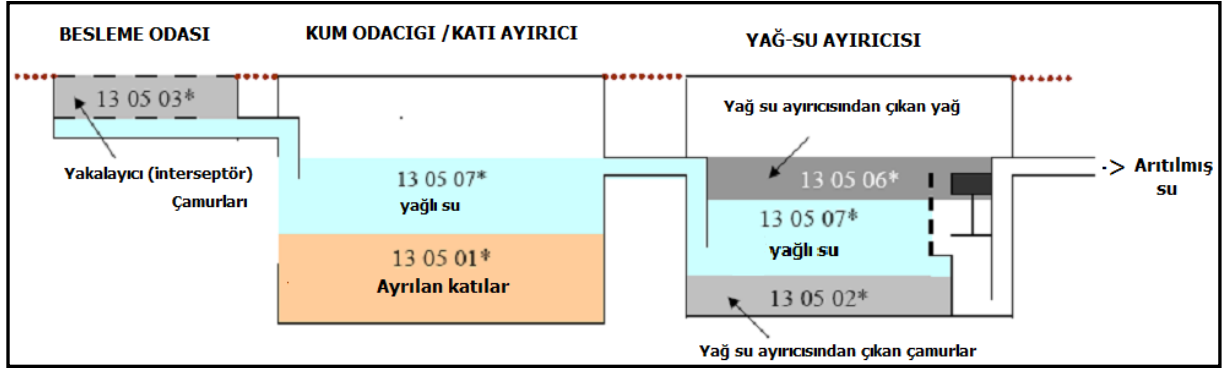 BESLEME ODASI
KUM ODACIGI /KATI AYIRICI
YAĞ-SU AYIRICISI
13 05 03*
Yakalayıcı (interseptör)
Çamurları
13 05 07*
yağlı su
13 05 01*
Ayrılan katılar
Yağ su ayırıcısından çıkan yağ
13 05 06*
13 05 07*
yağlı su
13 05 02*
Yağ su ayırıcısından çıkan çamurlar
-> Arıtılmış
su